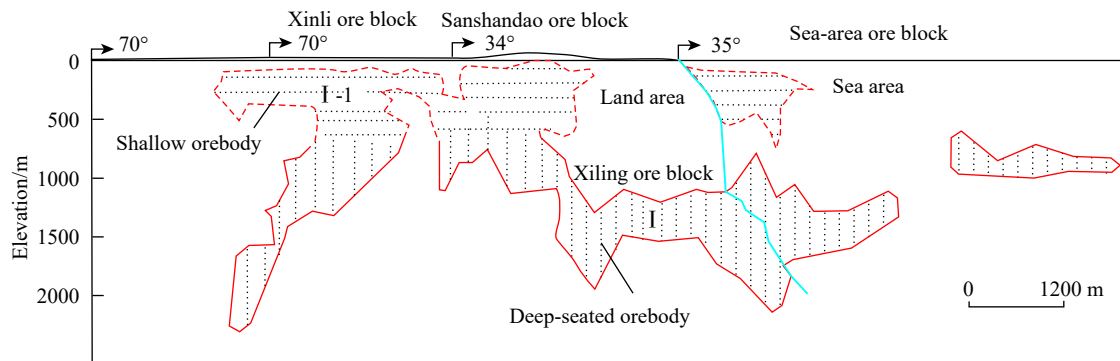 Xinli ore block
Sanshandao ore block
Sea-area ore block
70°
70°
34°
35°
0
500
1000
1500
2000
Elevation/m
I-1
Land area
Sea area
Shallow orebody
Xiling ore block
I
Deep-seated orebody
0 1200 m